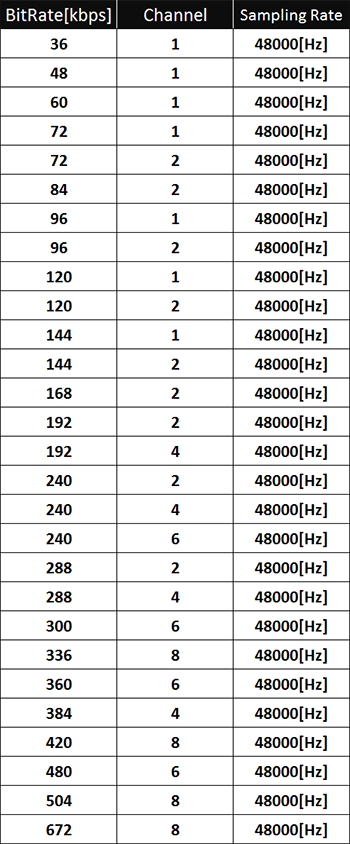 BitRate[kbps] Channel Sampling Rate
36 1 48000[Hz]
48 1 48000[Hz]
60 1 48000[Hz]
72 1 48000[Hz]
72 2 48000[Hz]
84 2 48000[Hz]
96 1 48000[Hz]
96 2 48000[Hz]
120 1 48000[Hz]
120 2 48000[Hz]
144 1 48000[Hz]
144 2 48000[Hz]
168 2 48000[Hz]
192 2 48000[Hz]
192 4 48000[Hz]
240 2 48000[Hz]
240 4 48000[Hz]
240 6 48000[Hz]
288 2 48000[Hz]
288 4 48000[Hz]
300 6 48000[Hz]
336 8 48000[Hz]
360 6 48000[Hz]
384 4 48000[Hz]
420 8 48000[Hz]
480 6 48000[Hz]
504 8 48000[Hz]
672 8 48000[Hz]